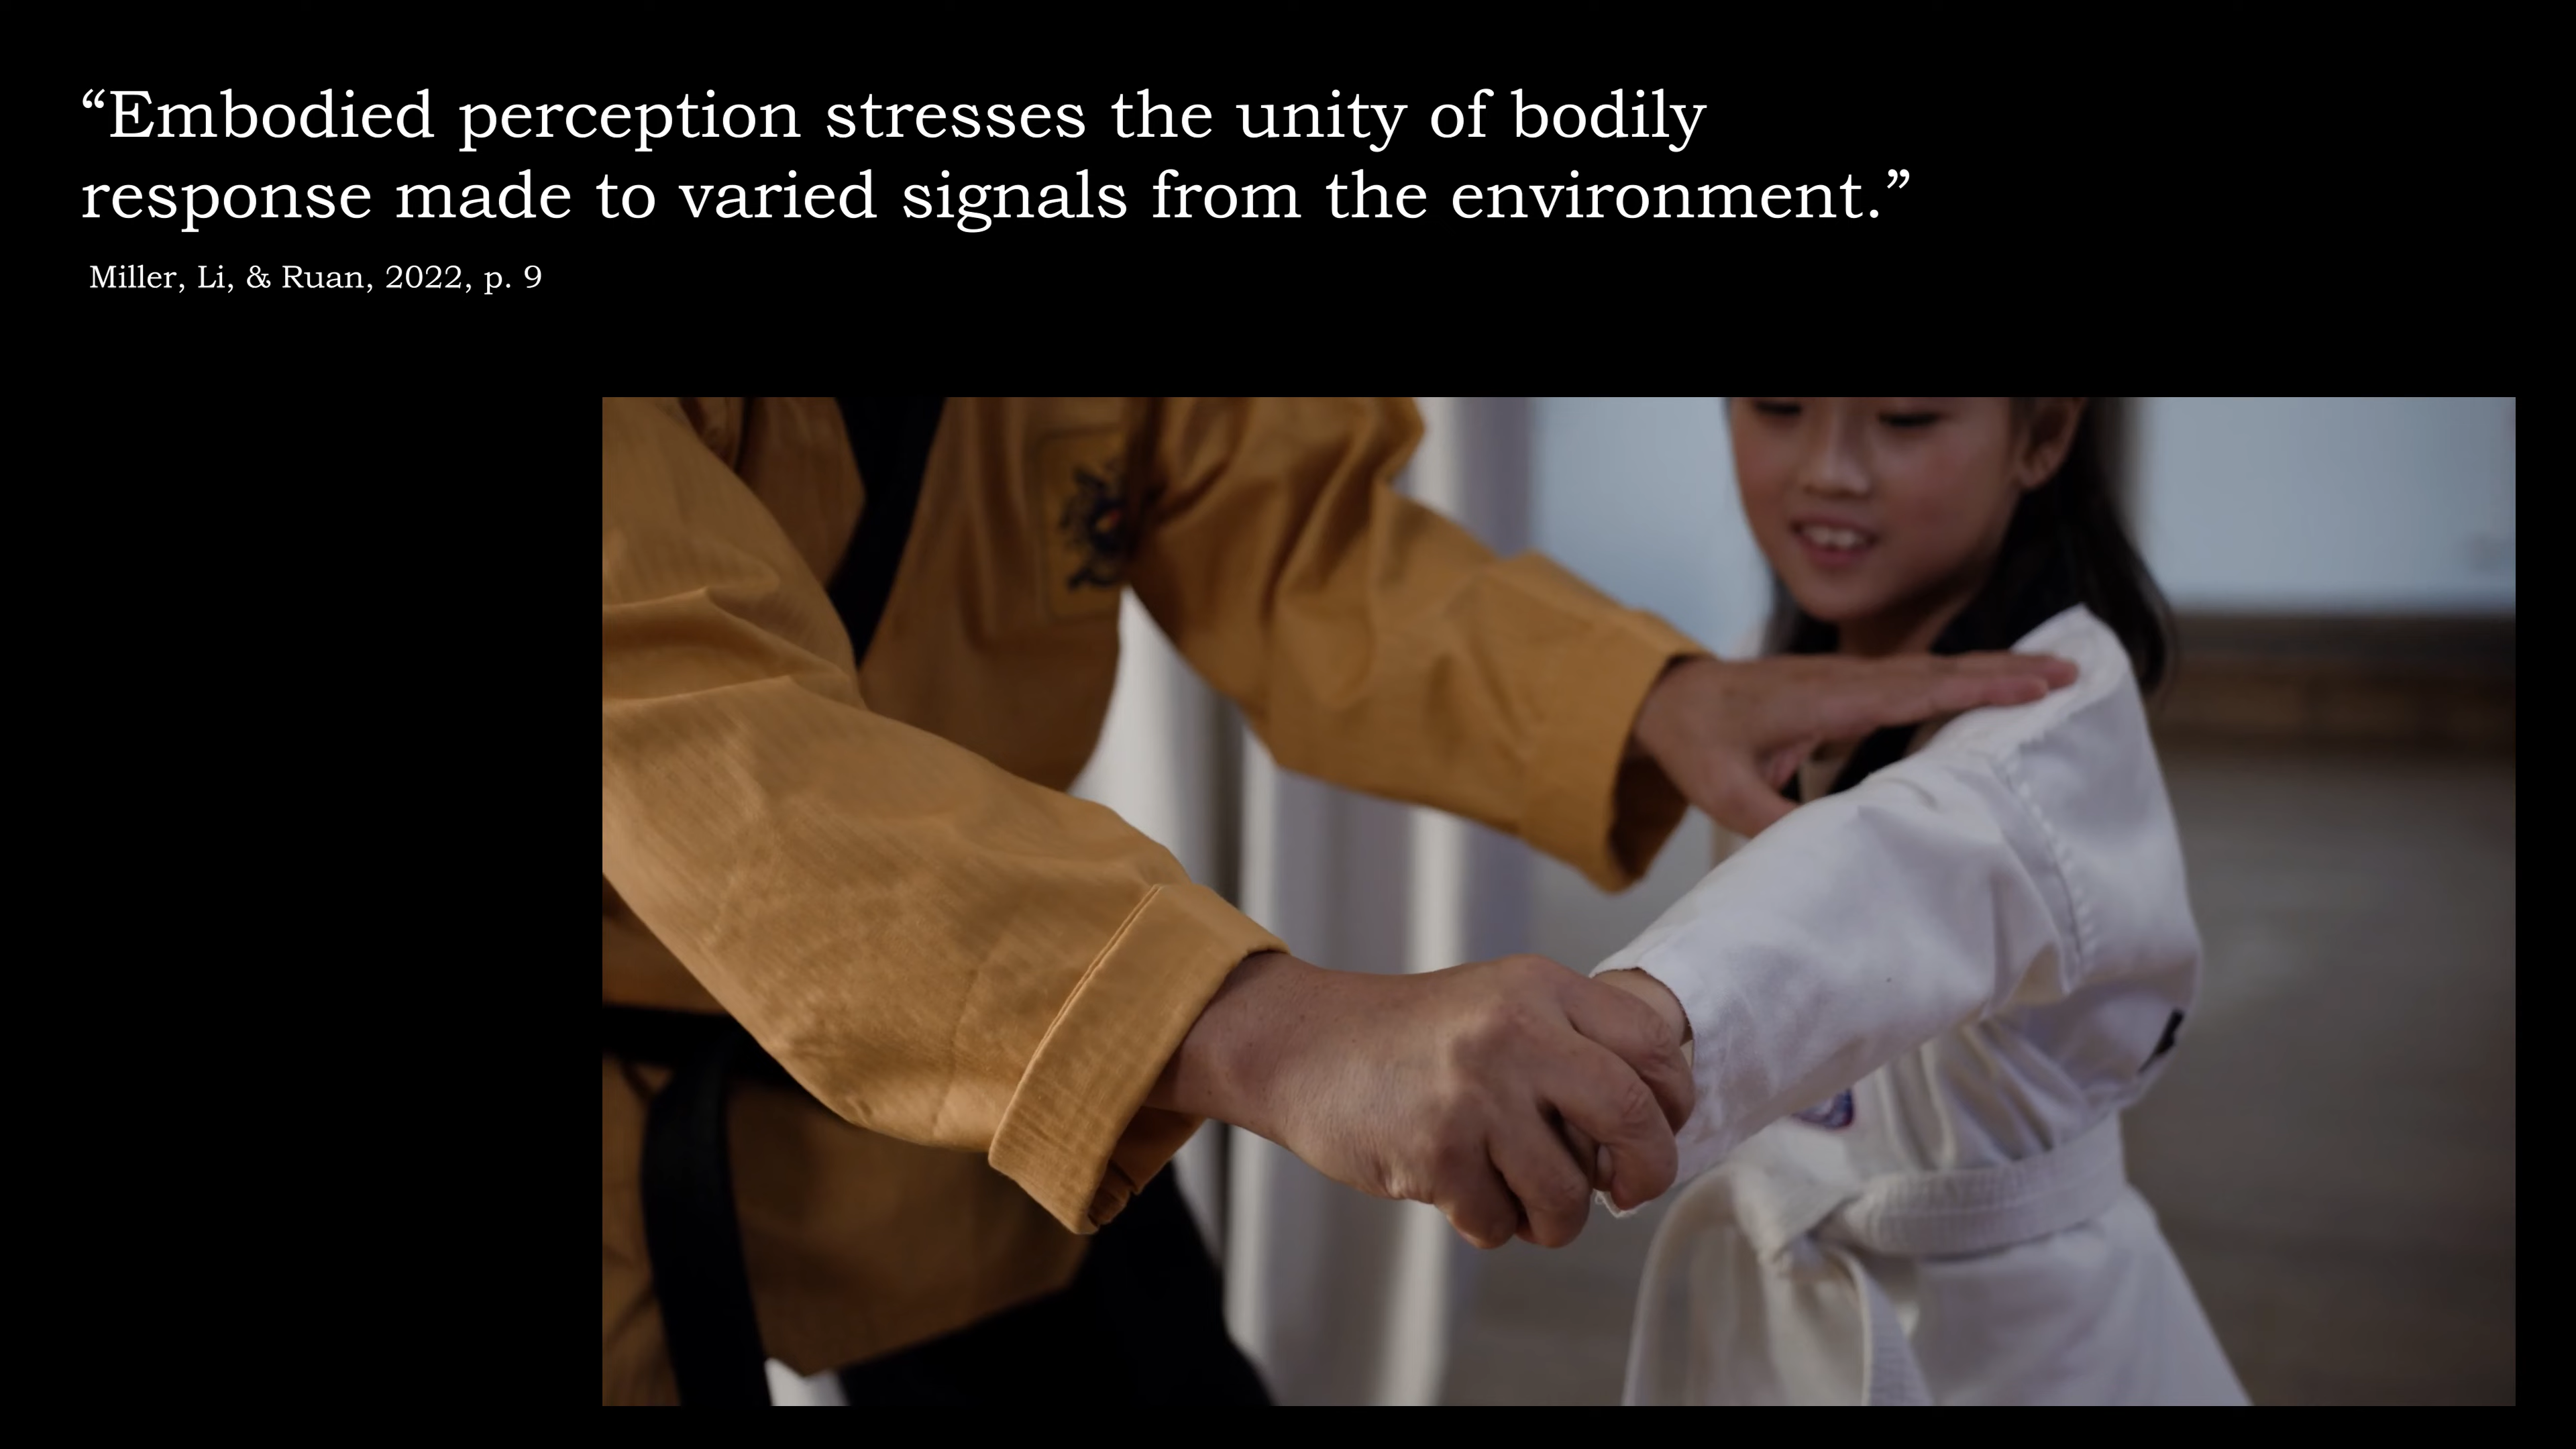 “Embodied perception stresses the unity of bodily
response made to varied signals from the environment.”
Miller, Li, & Ruan, 2022, p. 9